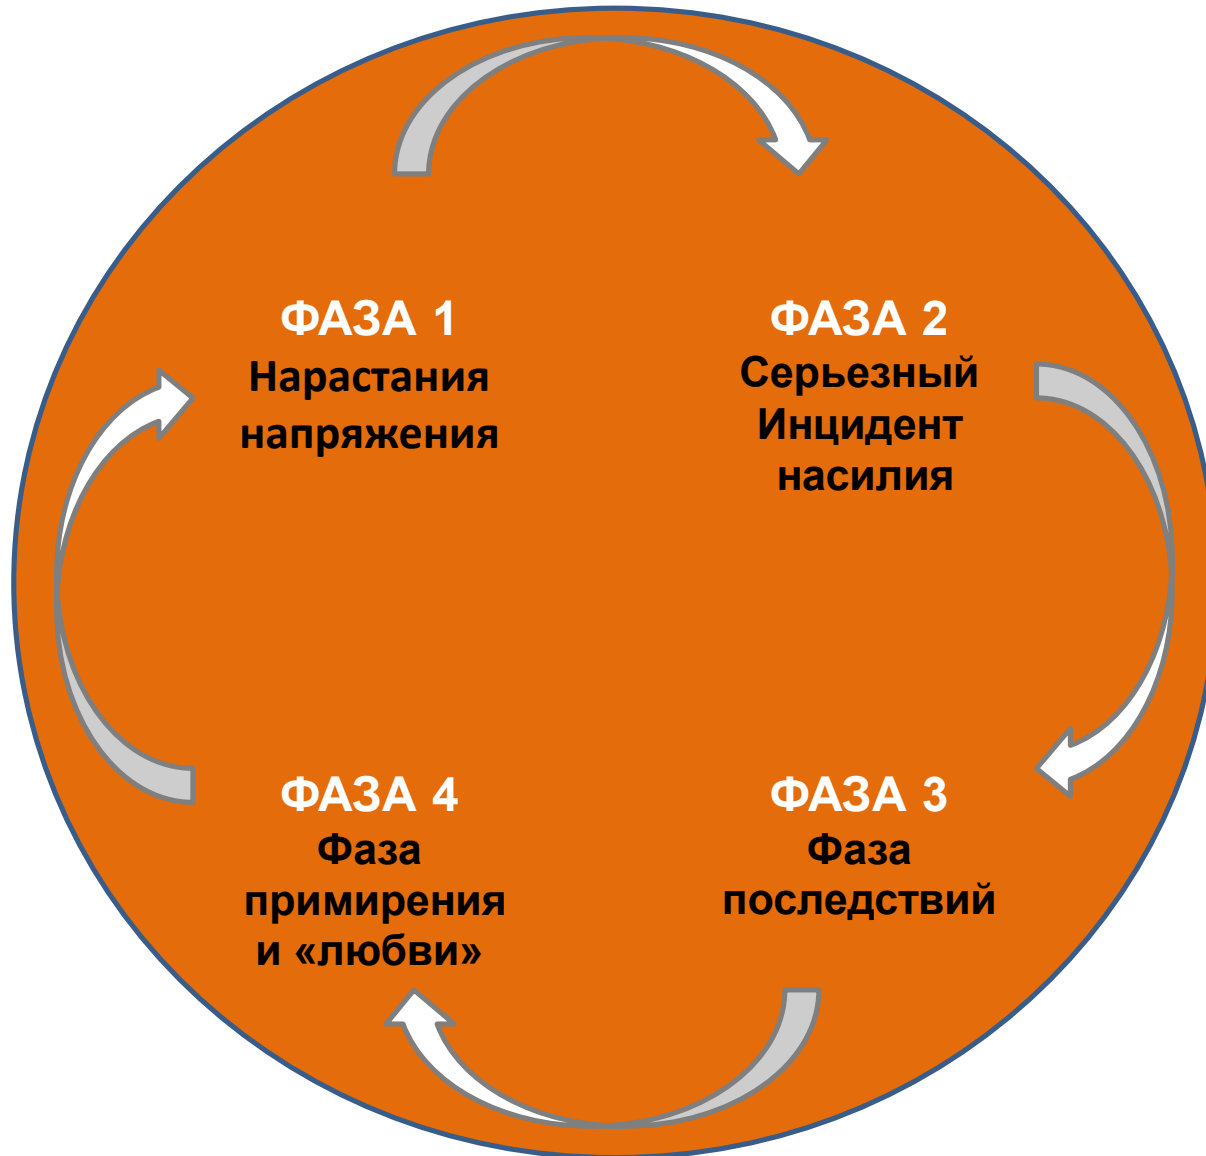 ФАЗА 1
Нарастания
напряжения
ФАЗА 2
Серьезный
Инцидент
насилия
ФАЗА 3
Фаза
последствий
ФАЗА 4
Фаза
примирения
и «любви»